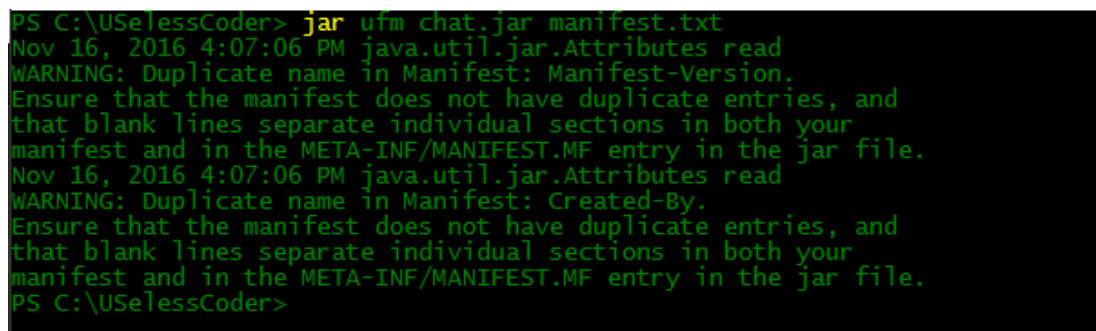 PS C:\USelessCoder> jar ufm chat.jar manifest.txt
Nov 16, 2016 4:07:06 PM java.util.jar.Attributes read
WARNING: Duplicate name in Manifest: Manifest-Version.
Ensure that the manifest does not have duplicate entries, and
that blank lines separate individual sections in both your
manifest and in the META-INF/MANIFEST.MF entry in the jar file.
Nov 16, 2016 4:07:06 PM java.util.jar.Attributes read
WARNING: Duplicate name in Manifest: Created-By.
Ensure that the manifest does not have duplicate entries, and
that blank lines separate individual sections in both your
manifest and in the META-INF/MANIFEST.MF entry in the jar file.
PS C:\USelessCoder>